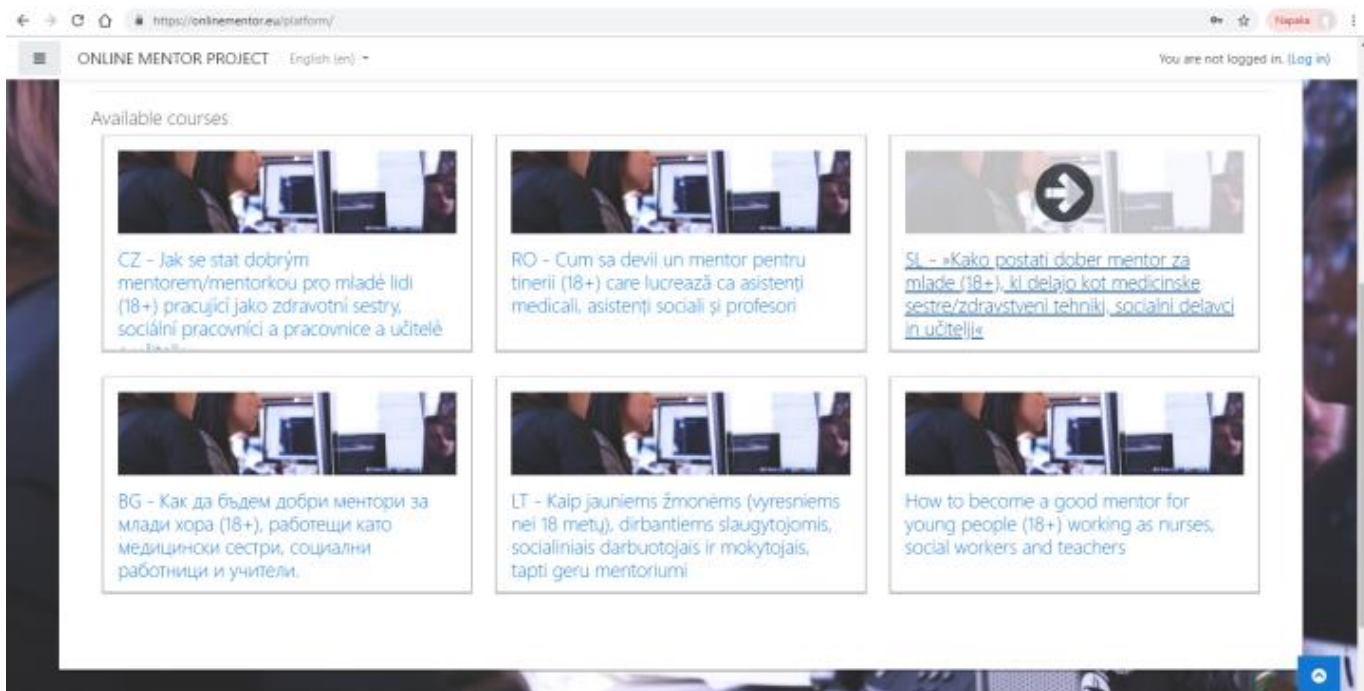 https://onlinementor.eu/platform/
Napaka
ONLINE MENTOR PROJECT
English (en)
You are not logged in. (Log in)
Available courses
CZ - Jak se stat dobrým
mentorem/mentorkou pro mladé lidi
(18+) pracující jako zdravotní sestry,
sociální pracovníci a pracovnice a učitelé
RO - Cum sa devii un mentor pentru
tinerii (18+) care lucrează ca asistenți
medicali, asistenți sociali și profesori
SL - »Kako postati dober mentor za
mlade (18+), ki delajo kot medicinske
sestre/zdravstveni tehniki, socialni delavci
in učitelji«
BG - Как да бъдем добри ментори за
млади хора (18+), работещи като
медицински сестри, социални
работници и учители.
LT - Kaip jauniems žmonėms (vyresniems
nei 18 metų), dirbantiems slaugytojomis,
socialiniais darbuotojais ir mokytojais,
tapti geru mentoriumi
How to become a good mentor for
young people (18+) working as nurses,
social workers and teachers